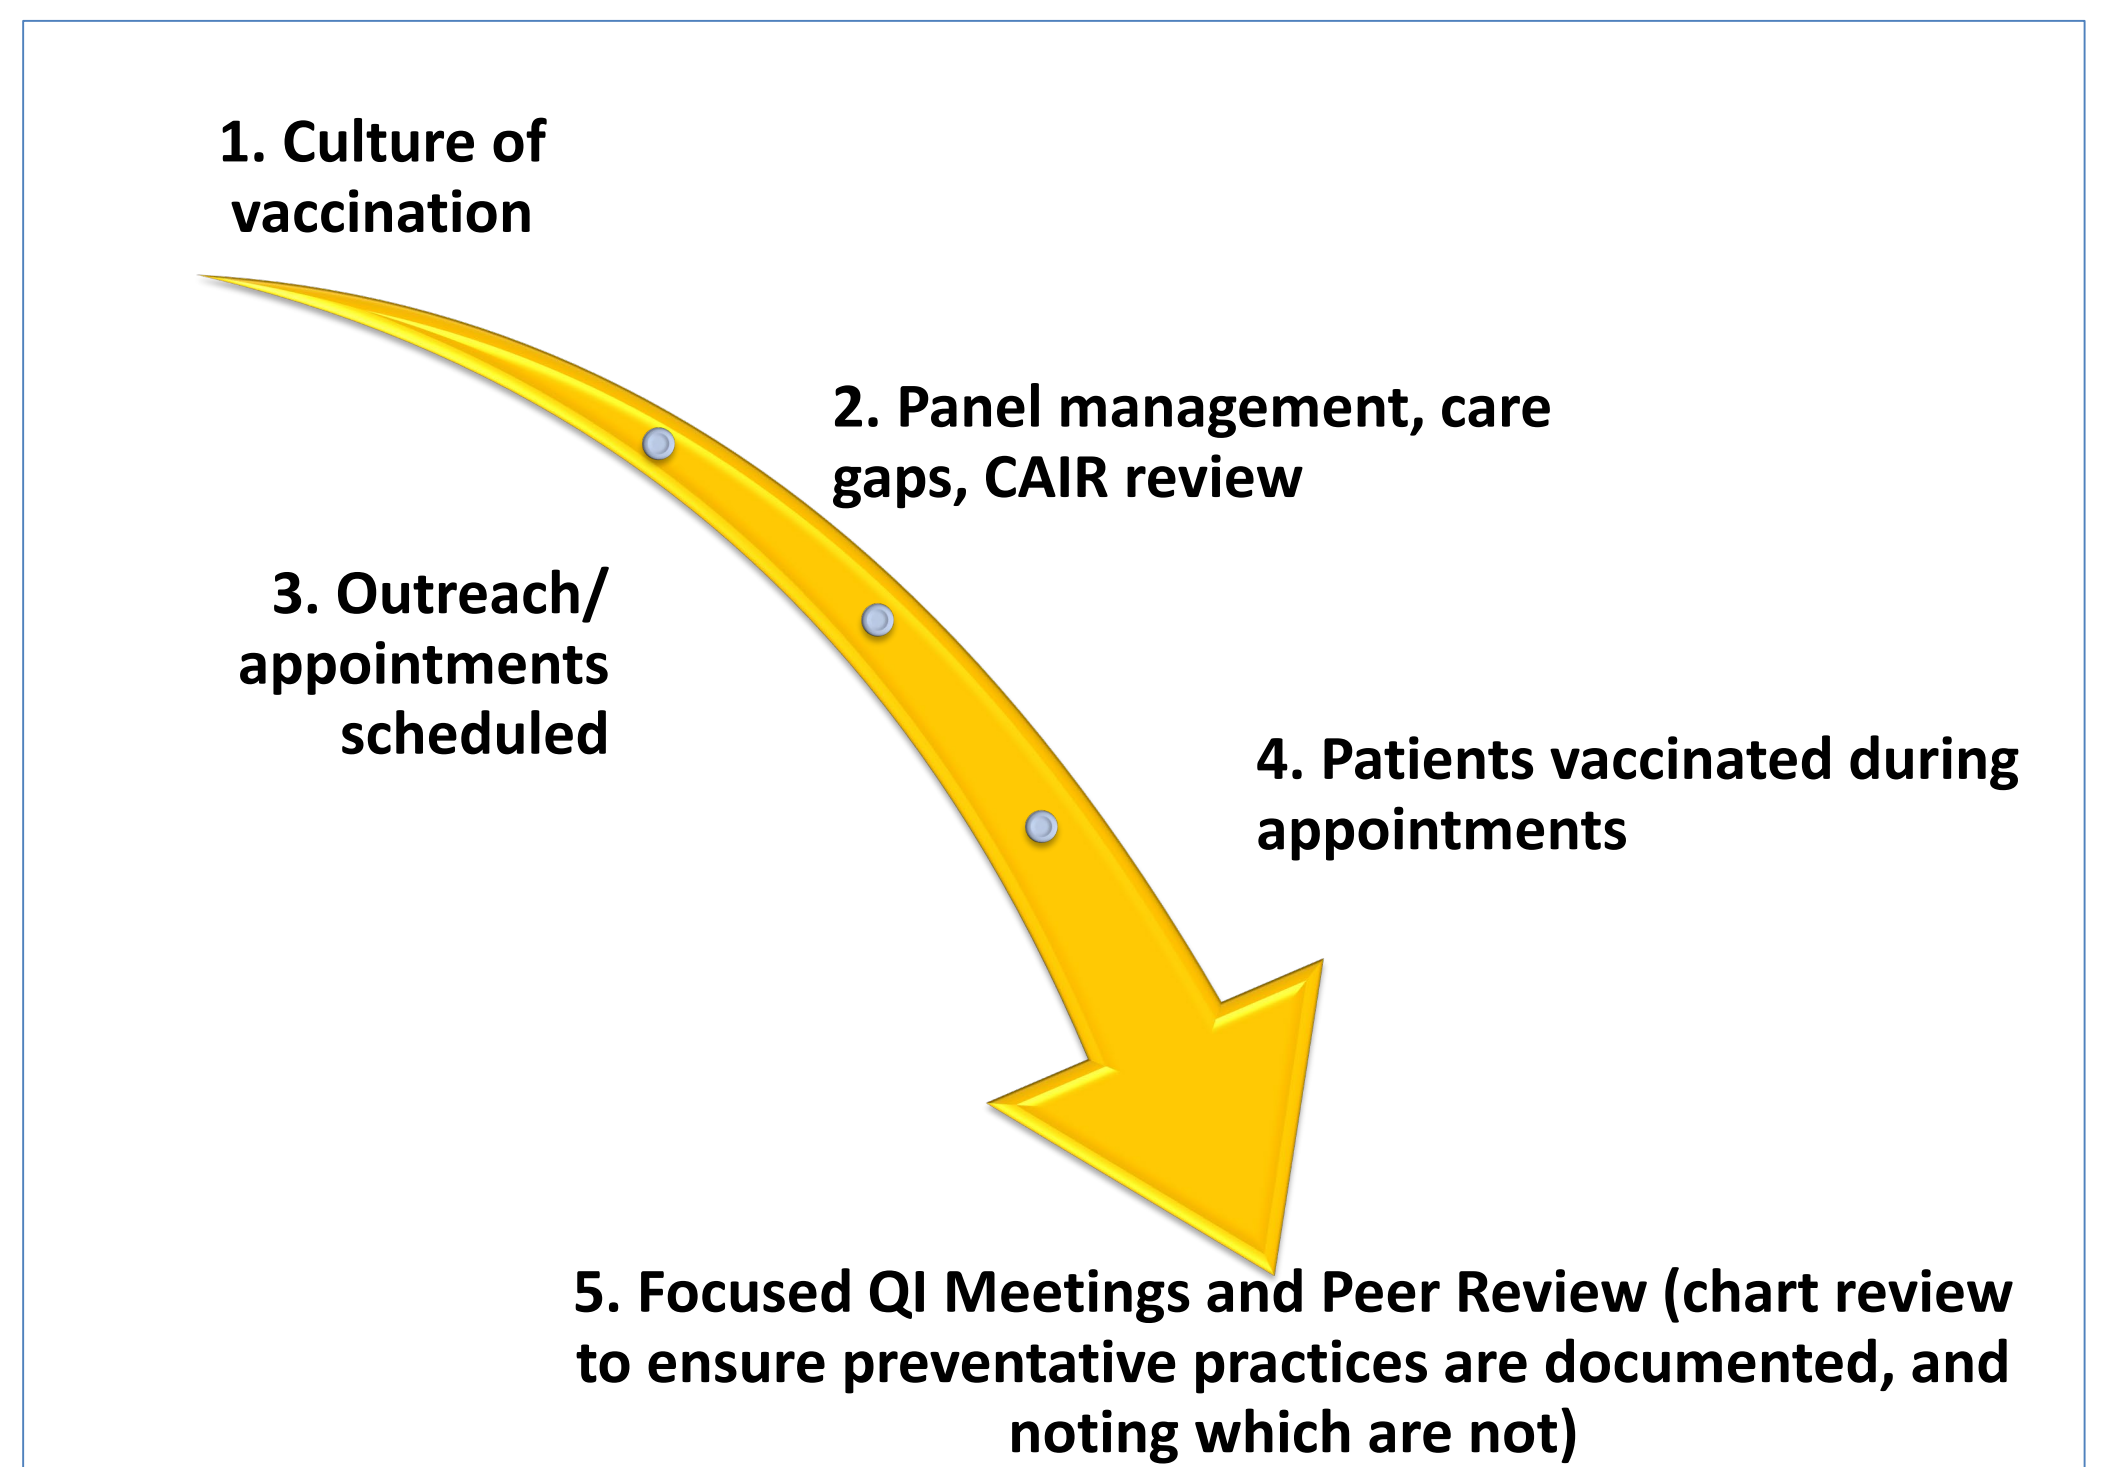 1. Culture of
vaccination
2. Panel management, care
gaps, CAIR review
3. Outreach/
appointments
scheduled
4. Patients vaccinated during
appointments
5. Focused QI Meetings and Peer Review (chart review
to ensure preventative practices are documented, and
noting which are not)